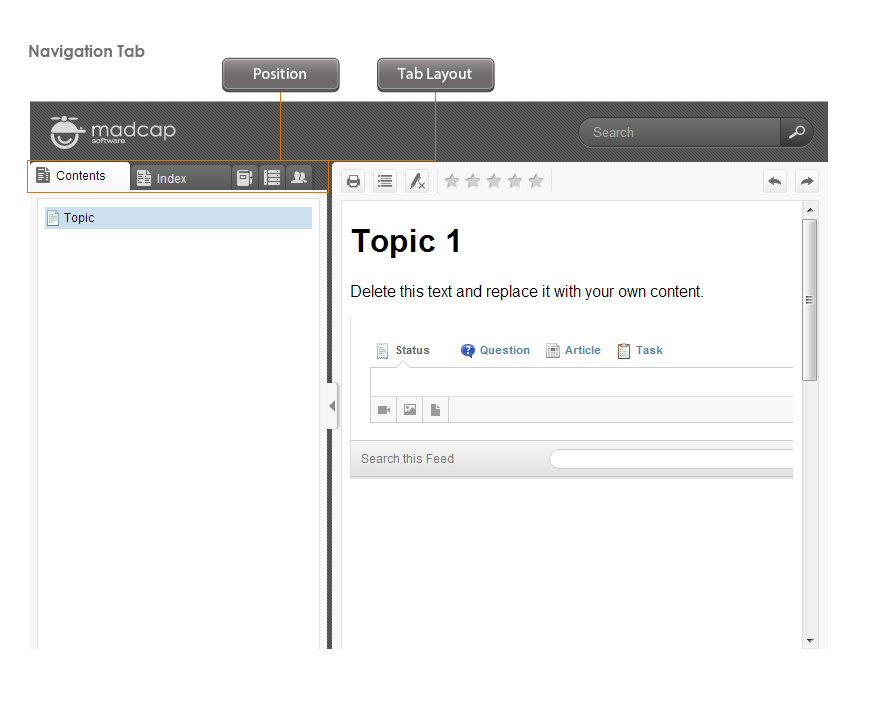 Navigation Tab
Position
Tab Layout
madcap
software
Search
Contents
Index
Topic
Topic 1
Delete this text and replace it with your own content.
Status
Question
Article
Task
Search this Feed